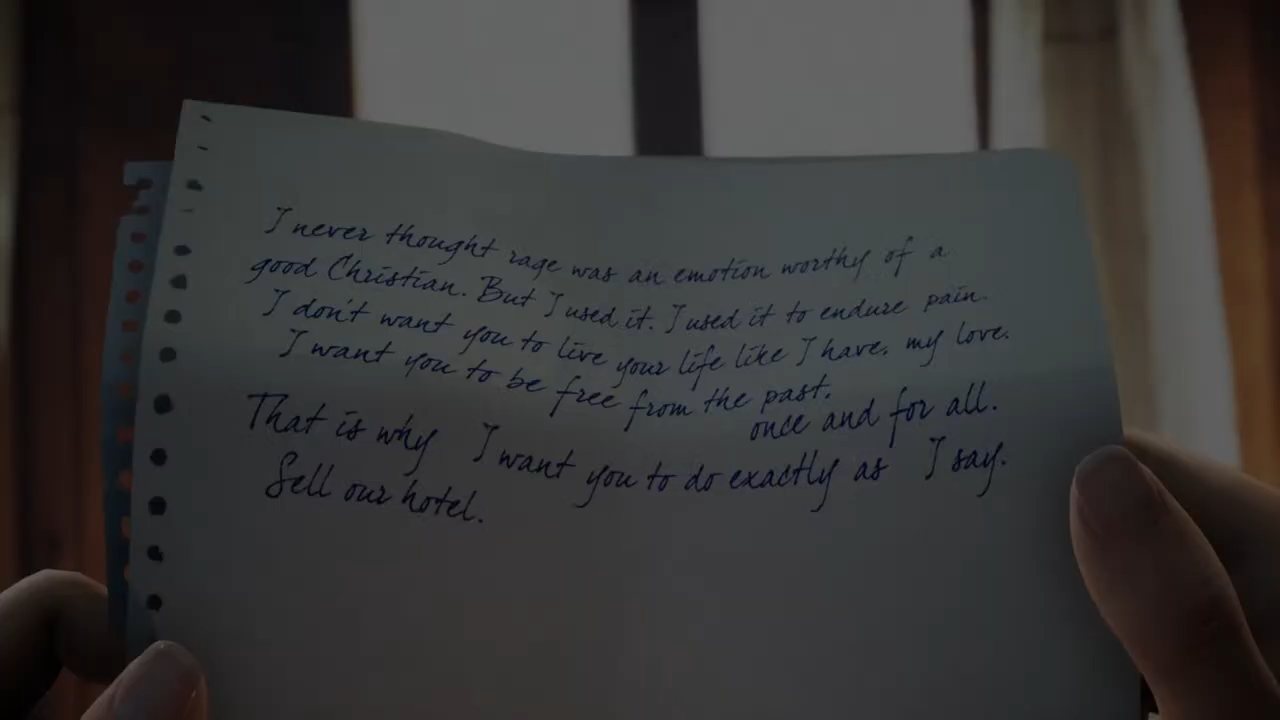 I never thought rage was an emotion worthy of a
good Christian. But I used it. I used it to endure pain.
I don't want you to live your life like I have, my love.
I want you to be free from the past,
once and for all.
That is why I want you to do exactly as I say.
Sell our hotel.